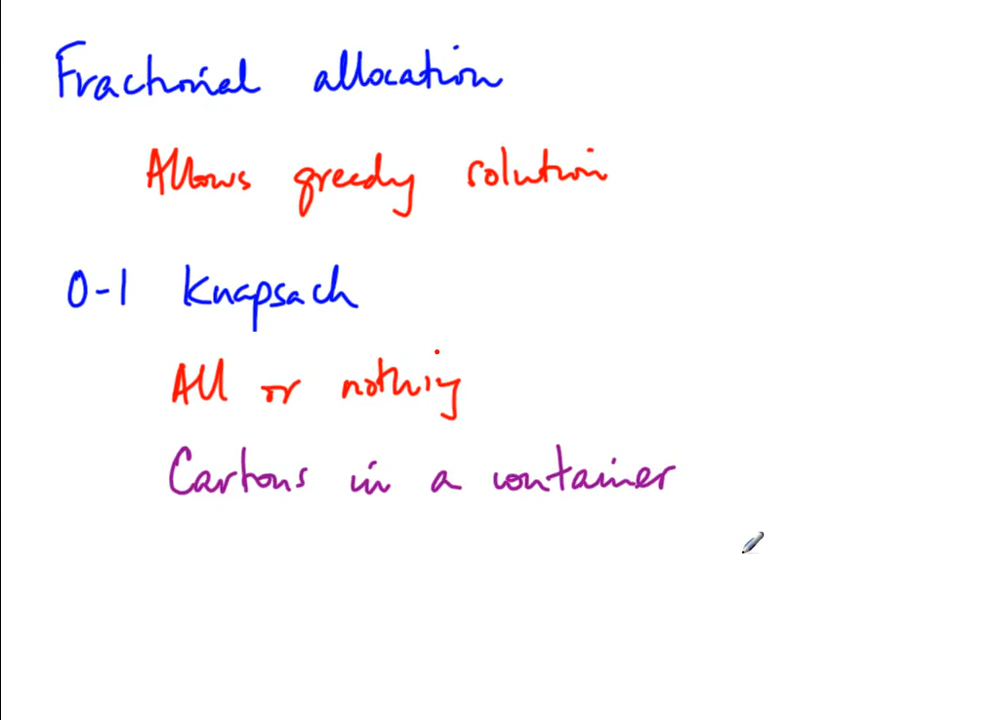 Fractional allocation
Allows greedy solution
0-1 Knapsack
All or nothing
Cartons in a container